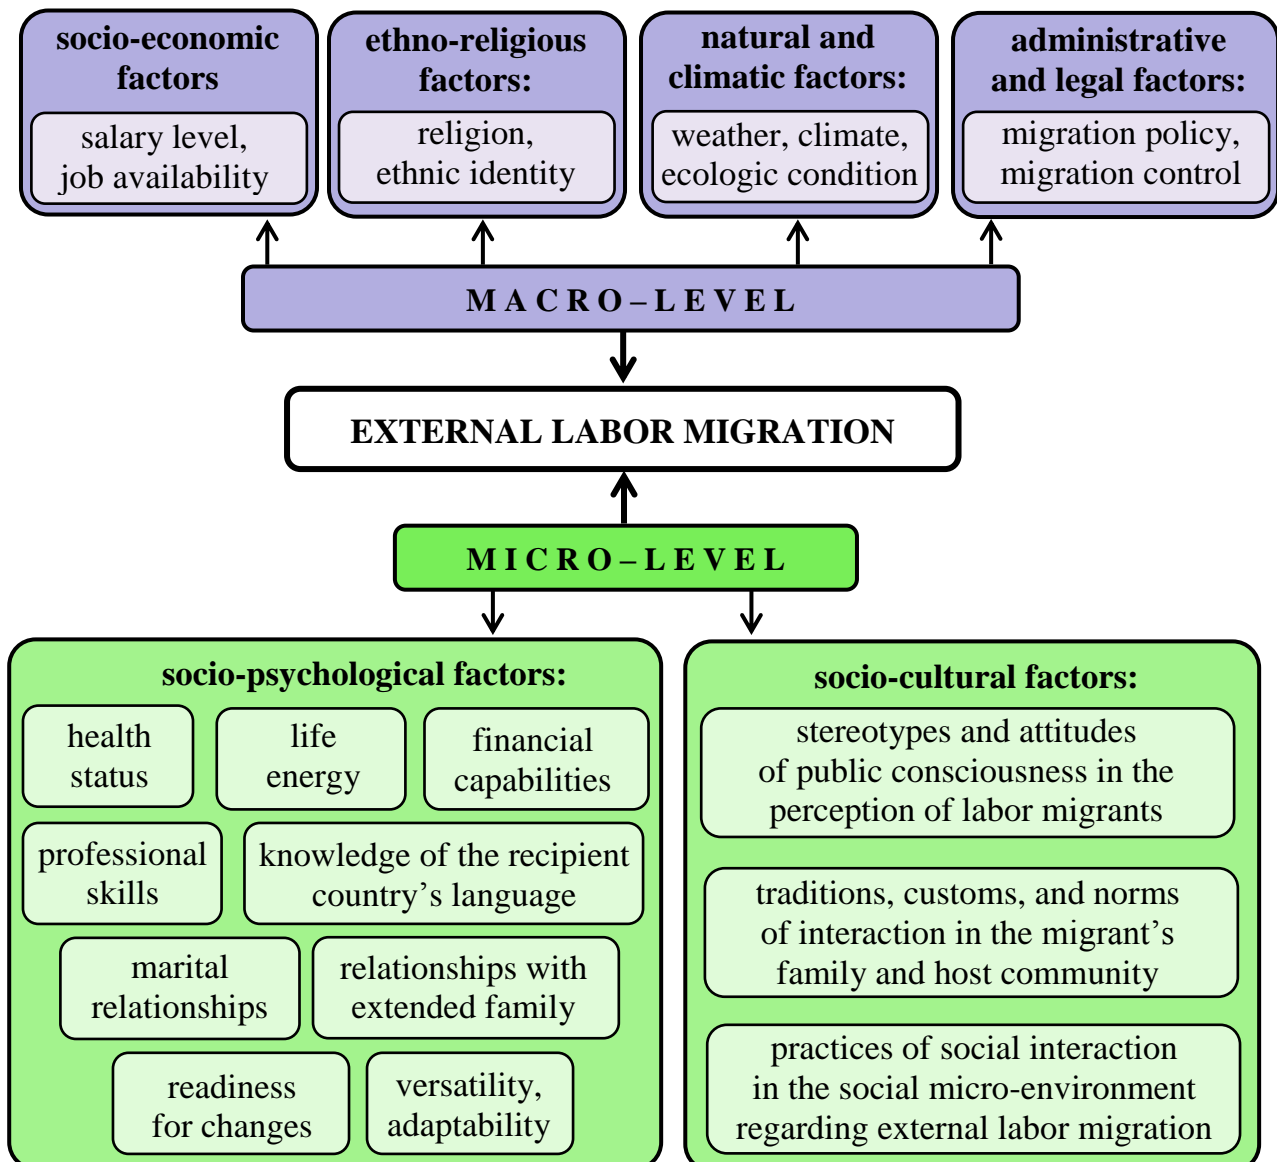 socio-economic
factors
salary level,
job availability
ethno-religious
factors:
religion,
ethnic identity
natural and
climatic factors:
weather, climate,
ecologic condition
administrative
and legal factors:
migration policy,
migration control
MACRO–LEVEL
EXTERNAL LABOR MIGRATION
MICRO–LEVEL
socio-psychological factors:
health
status
life
energy
financial
capabilities
professional
skills
knowledge of the recipient
country’s language
marital
relationships
relationships with
extended family
readiness
for changes
versatility,
adaptability
socio-cultural factors:
stereotypes and attitudes
of public consciousness in the
perception of labor migrants
traditions, customs, and norms
of interaction in the migrant’s
family and host community
practices of social interaction
in the social micro-environment
regarding external labor migration